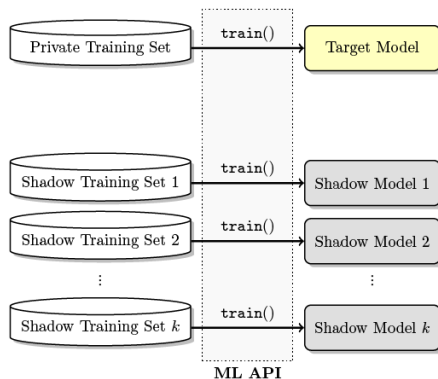 Private Training Set train() Target Model
Shadow Training Set 1 train() Shadow Model 1
Shadow Training Set 2 train() Shadow Model 2
⋮ ⋮
Shadow Training Set k train() Shadow Model k
ML API